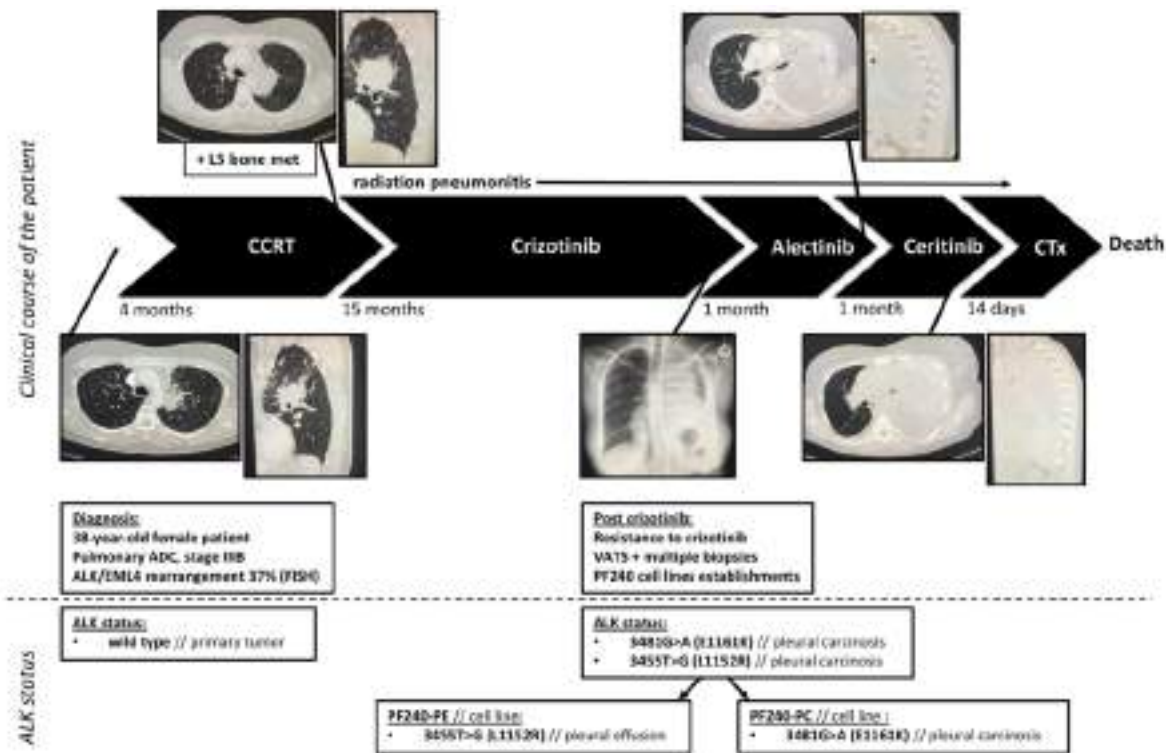 Clinical course of the patient
+ L5 bone met
radiation pneumonitis
CCRT
Crizotinib
Alectinib
Ceritinib
CTx
Death
4 months
15 months
1 month
1 month
14 days
Diagnosis:
38-year-old female patient
Pulmonary ADC, stage IIIB
ALK/EML4 rearrangement 37% (FISH)
Post crizotinib:
Resistance to crizotinib
VATS + multiple biopsies
PF240 cell lines establishments
ALK status
ALK status:
• wild type // primary tumor
ALK status:
• 3481G>A (E1161K) // pleural carcinosis
• 3455T>G (L1152R) // pleural carcinosis
PF240-PE // cell line:
• 3455T>G (L1152R) // pleural effusion
PF240-PC // cell line :
• 3481G>A (E1161K) // pleural carcinosis